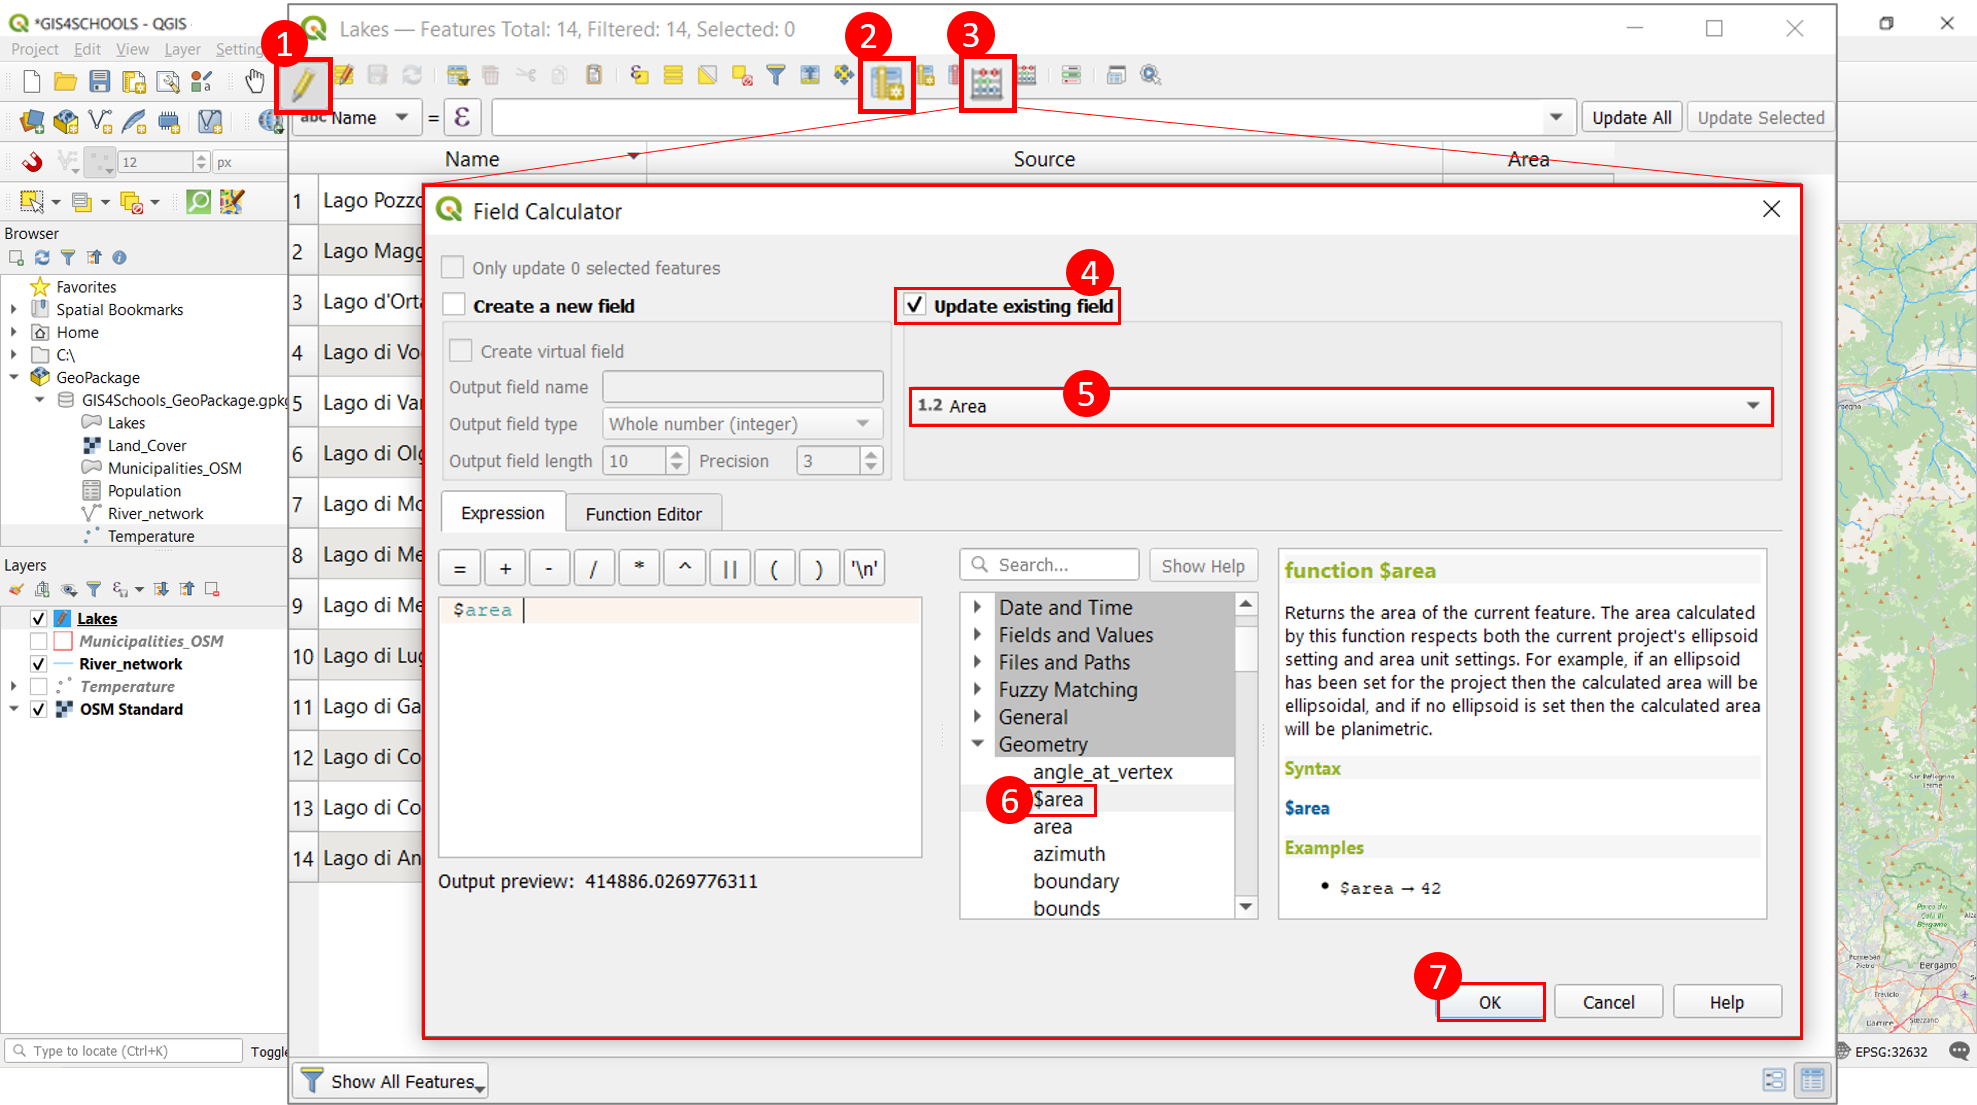 *GIS4SCHOOLS - QGIS
Project Edit View Layer Setting
12 px
Browser
Favorites
Spatial Bookmarks
Home
C:\
GeoPackage
GIS4Schools_GeoPackage.gpkg
Lakes
Land_Cover
Municipalities_OSM
Population
River_network
Temperature
Layers
Lakes
Municipalities_OSM
River_network
Temperature
OSM Standard
Type to locate (Ctrl+K) Toggle
1
2
3
Lakes — Features Total: 14, Filtered: 14, Selected: 0
abc Name = ε Update All Update Selected
Name Source Area
1 Lago Pozzo
2 Lago Magg
3 Lago d'Orta
4 Lago di Vo
5 Lago di Var
6 Lago di Olg
7 Lago di Mo
8 Lago di Me
9 Lago di Me
10 Lago di Lug
11 Lago di Ga
12 Lago di Co
13 Lago di Co
14 Lago di An
Show All Features
Field Calculator
Only update 0 selected features
Create a new field
4
Update existing field
Create virtual field
Output field name
Output field type Whole number (integer)
Output field length 10 Precision 3
5
1.2 Area
Expression Function Editor
= + - / * ^ || ( ) '\n'
$area
Output preview: 414886.0269776311
Search... Show Help
Date and Time
Fields and Values
Files and Paths
Fuzzy Matching
General
Geometry
angle_at_vertex
6
$area
area
azimuth
boundary
bounds
function $area
Returns the area of the current feature. The area calculated
by this function respects both the current project's ellipsoid
setting and area unit settings. For example, if an ellipsoid
has been set for the project then the calculated area will be
ellipsoidal, and if no ellipsoid is set then the calculated area
will be planimetric.
Syntax
$area
Examples
• $area → 42
7
OK Cancel Help
San Pellegrino
Terme
Parco dei
Colli di
Bergamo
Bergamo
Treviolo
Dalmine
EPSG:32632